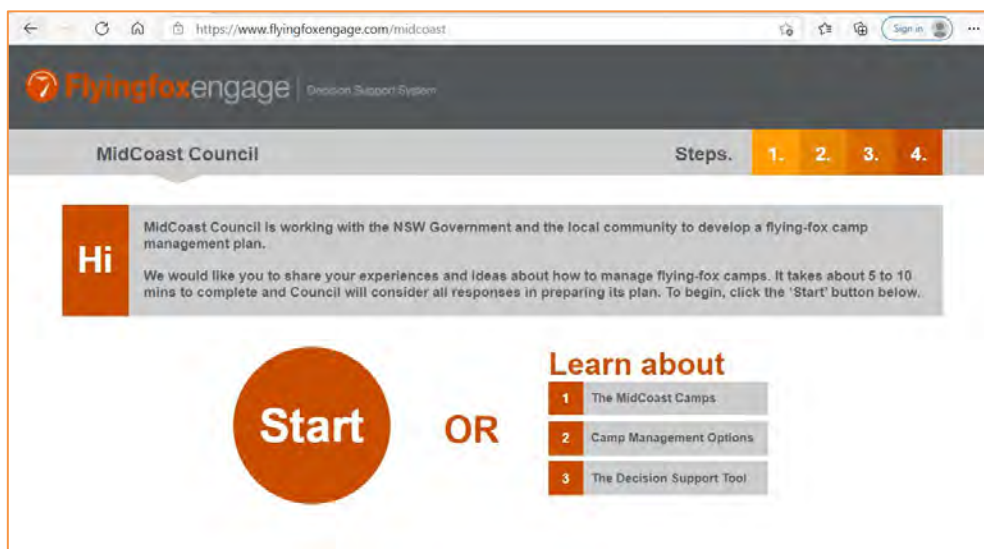 https://www.flyingfoxengage.com/midcoast
Sign in
Flyingfoxengage
Decision Support System
MidCoast Council
Steps. 1. 2. 3. 4.
Hi
MidCoast Council is working with the NSW Government and the local community to develop a flying-fox camp
management plan.
We would like you to share your experiences and ideas about how to manage flying-fox camps. It takes about 5 to 10
mins to complete and Council will consider all responses in preparing its plan. To begin, click the 'Start' button below.
Start
OR
Learn about
1 The MidCoast Camps
2 Camp Management Options
3 The Decision Support Tool